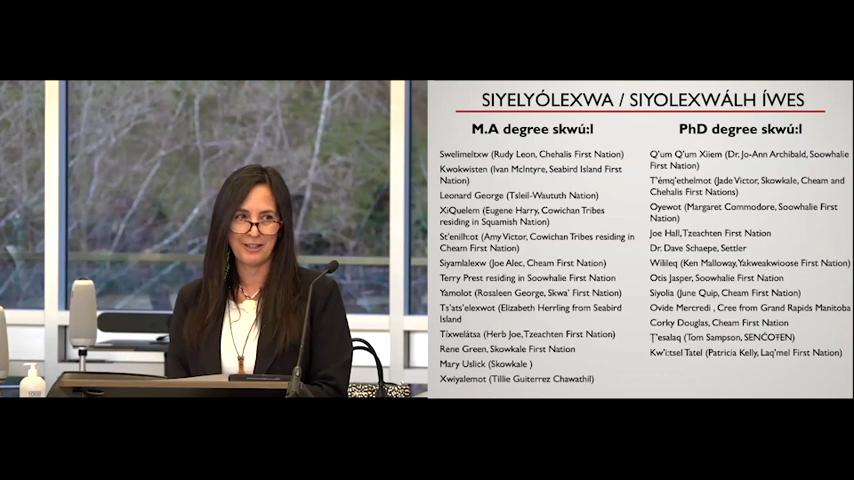 SIYELYÓLEXWA / SIYOLEXWÁLH ÍWES
M.A degree skwú:l
Swelimeltxw (Rudy Leon, Chehalis First Nation)
Kwokwisten (Ivan McIntyre, Seabird Island First
Nation)
Leonard George (Tsleil-Waututh Nation)
XiQuelem (Eugene Harry, Cowichan Tribes
residing in Squamish Nation)
St'enilh:ot (Amy Victor, Cowichan Tribes residing in
Cheam First Nation)
Siyamlalexw (Joe Alec, Cheam First Nation)
Terry Prest residing in Soowhalie First Nation
Yamolot (Rosaleen George, Skwa' First Nation)
Ts'ats'elexwot (Elizabeth Herrling from Seabird
Island
Tixwelátsa (Herb Joe, Tzeachten First Nation)
Rene Green, Skowkale First Nation
Mary Uslick (Skowkale )
Xwiyalemot (Tillie Guiterrez Chawathil)
PhD degree skwú:l
Q'um Q'um Xiiem (Dr. Jo-Ann Archibald, Soowhalie
First Nation)
T'émq'ethelmot (Jade Victor, Skowkale, Cheam and
Chehalis First Nations)
Oyewot (Margaret Commodore, Soowhalie First
Nation)
Joe Hall, Tzeachten First Nation
Dr. Dave Schaepe, Settler
Wilileq (Ken Malloway, Yakweakwioose First Nation)
Otis Jasper, Soowhalie First Nation
Siyolia (June Quip, Cheam First Nation)
Ovide Mercredi , Cree from Grand Rapids Manitoba
Corky Douglas, Cheam First Nation
Ṯ'esalaq (Tom Sampson, SENĆOŦEN)
Kw'itsel Tatel (Patricia Kelly, Laq'mel First Nation)